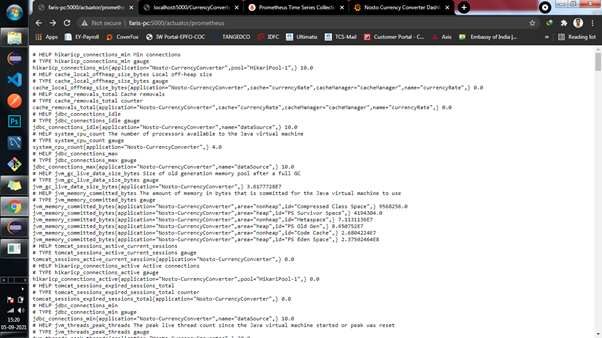 faris-pc:5000/actuator/prometheus
localhost:5000/CurrencyConverter
Prometheus Time Series Collect
Nosto Currency Converter Dash
Not secure | faris-pc:5000/actuator/prometheus
Apps
EY-Payroll
CoverFox
3W Portal-EPFO-COC
TANGEDCO
IDFC
Ultimatix
TCS-Mail
Customer Portal - C...
Axis
Embassy of India |...
Reading list
# HELP hikaricp_connections_min Min connections
# TYPE hikaricp_connections_min gauge
hikaricp_connections_min{application="Nosto-CurrencyConverter",pool="HikariPool-1",} 10.0
# HELP cache_local_offheap_size_bytes Local off-heap size
# TYPE cache_local_offheap_size_bytes gauge
cache_local_offheap_size_bytes{application="Nosto-CurrencyConverter",cache="currencyRate",cacheManager="cacheManager",name="currencyRate",} 0.0
# HELP cache_removals_total Cache removals
# TYPE cache_removals_total counter
cache_removals_total{application="Nosto-CurrencyConverter",cache="currencyRate",cacheManager="cacheManager",name="currencyRate",} 0.0
# HELP jdbc_connections_idle
# TYPE jdbc_connections_idle gauge
jdbc_connections_idle{application="Nosto-CurrencyConverter",name="dataSource",} 10.0
# HELP system_cpu_count The number of processors available to the Java virtual machine
# TYPE system_cpu_count gauge
system_cpu_count{application="Nosto-CurrencyConverter",} 4.0
# HELP jdbc_connections_max
# TYPE jdbc_connections_max gauge
jdbc_connections_max{application="Nosto-CurrencyConverter",name="dataSource",} 10.0
# HELP jvm_gc_live_data_size_bytes Size of old generation memory pool after a full GC
# TYPE jvm_gc_live_data_size_bytes gauge
jvm_gc_live_data_size_bytes{application="Nosto-CurrencyConverter",} 3.6177728E7
# HELP jvm_memory_committed_bytes The amount of memory in bytes that is committed for the Java virtual machine to use
# TYPE jvm_memory_committed_bytes gauge
jvm_memory_committed_bytes{application="Nosto-CurrencyConverter",area="nonheap",id="Compressed Class Space",} 9568256.0
jvm_memory_committed_bytes{application="Nosto-CurrencyConverter",area="heap",id="PS Survivor Space",} 4194304.0
jvm_memory_committed_bytes{application="Nosto-CurrencyConverter",area="nonheap",id="Metaspace",} 7.1131136E7
jvm_memory_committed_bytes{application="Nosto-CurrencyConverter",area="heap",id="PS Old Gen",} 8.650752E7
jvm_memory_committed_bytes{application="Nosto-CurrencyConverter",area="nonheap",id="Code Cache",} 2.6804224E7
jvm_memory_committed_bytes{application="Nosto-CurrencyConverter",area="heap",id="PS Eden Space",} 2.37502464E8
# HELP tomcat_sessions_active_current_sessions
# TYPE tomcat_sessions_active_current_sessions gauge
tomcat_sessions_active_current_sessions{application="Nosto-CurrencyConverter",} 0.0
# HELP hikaricp_connections_active Active connections
# TYPE hikaricp_connections_active gauge
hikaricp_connections_active{application="Nosto-CurrencyConverter",pool="HikariPool-1",} 0.0
# HELP tomcat_sessions_expired_sessions_total
# TYPE tomcat_sessions_expired_sessions_total counter
tomcat_sessions_expired_sessions_total{application="Nosto-CurrencyConverter",} 0.0
# HELP jdbc_connections_min
# TYPE jdbc_connections_min gauge
jdbc_connections_min{application="Nosto-CurrencyConverter",name="dataSource",} 10.0
# HELP jvm_threads_peak_threads The peak live thread count since the Java virtual machine started or peak was reset
# TYPE jvm_threads_peak_threads gauge
15:20
05-09-2021